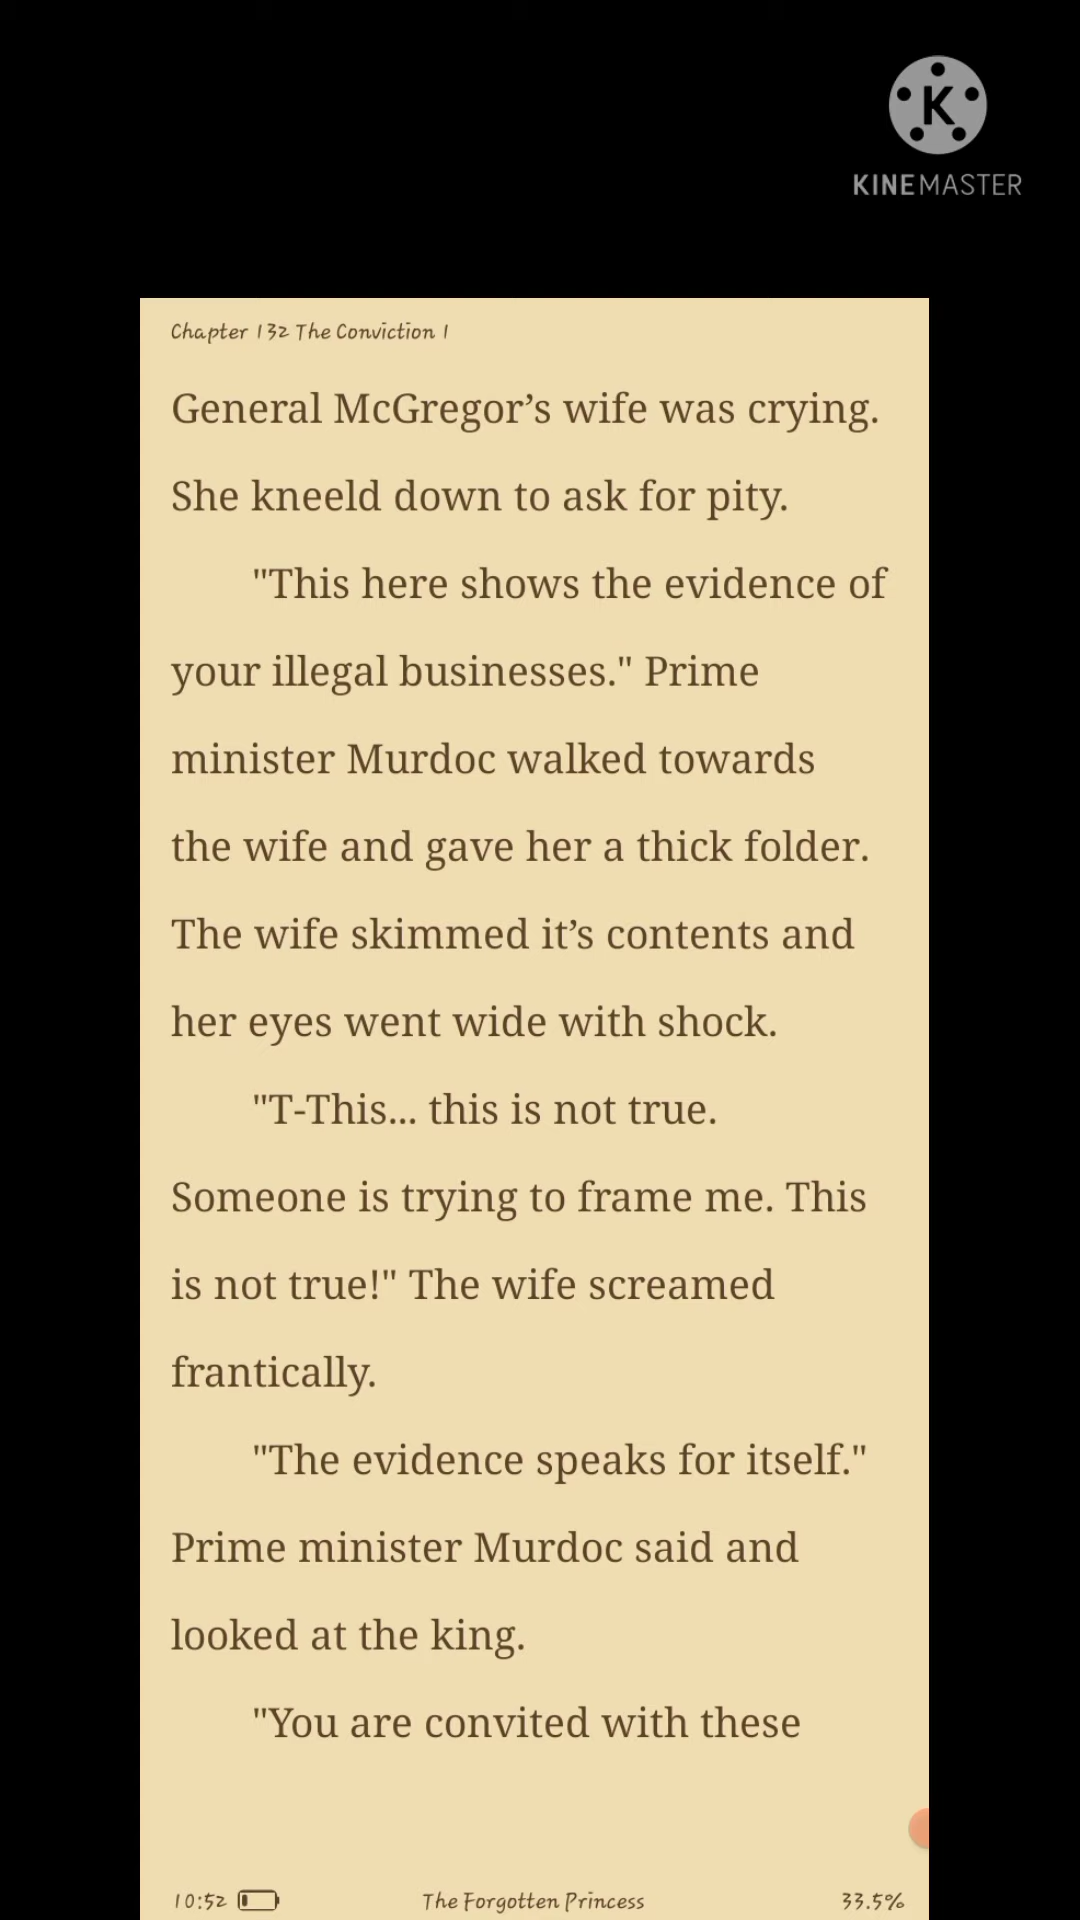 K
KINEMASTER
Chapter 132 The Conviction 1
General McGregor’s wife was crying.
She kneeld down to ask for pity.
"This here shows the evidence of
your illegal businesses." Prime
minister Murdoc walked towards
the wife and gave her a thick folder.
The wife skimmed it’s contents and
her eyes went wide with shock.
"T-This... this is not true.
Someone is trying to frame me. This
is not true!" The wife screamed
frantically.
"The evidence speaks for itself."
Prime minister Murdoc said and
looked at the king.
"You are convited with these
10:52 The Forgotten Princess 33.5%